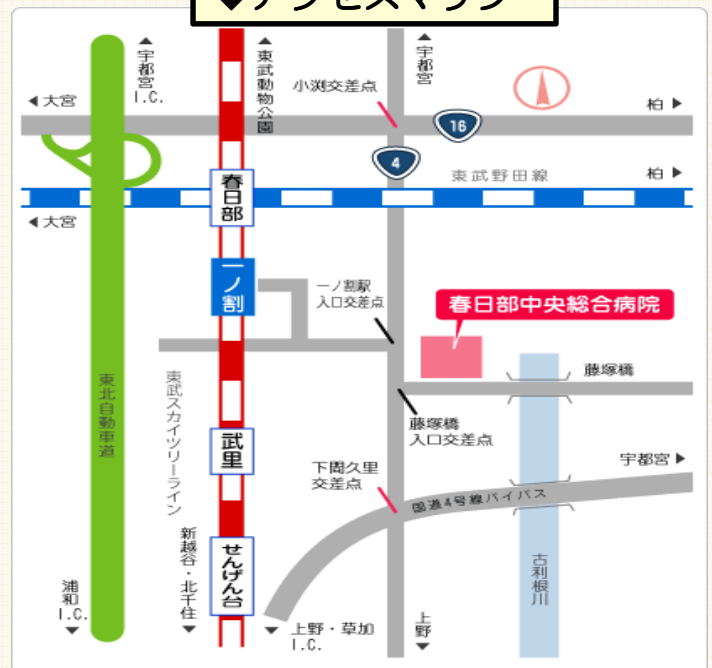 ◆アクセスマップ
宇都宮
I.C.
東武動物公園
宇都宮
小渕交差点
大宮
柏
16
4
東武野田線
柏
春日部
大宮
一ノ割
一ノ割駅
入口交差点
春日部中央総合病院
藤塚橋
東北自動車道
東武スカイツリーライン
藤塚橋
入口交差点
武里
下間久里
交差点
宇都宮
国道4号線バイパス
新越谷・北千住
せんげん台
古利根川
浦和
I.C.
上野・草加
I.C.
上野